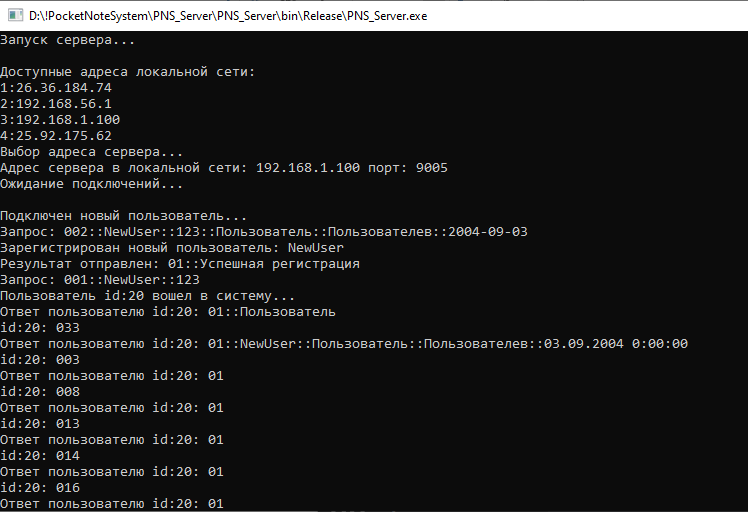 D:\!PocketNoteSystem\PNS_Server\PNS_Server\bin\Release\PNS_Server.exe
Запуск сервера...
Доступные адреса локальной сети:
1:26.36.184.74
2:192.168.56.1
3:192.168.1.100
4:25.92.175.62
Выбор адреса сервера...
Адрес сервера в локальной сети: 192.168.1.100 порт: 9005
Ожидание подключений...
Подключен новый пользователь...
Запрос: 002::NewUser::123::Пользователь::Пользователев::2004-09-03
Зарегистрирован новый пользователь: NewUser
Результат отправлен: 01::Успешная регистрация
Запрос: 001::NewUser::123
Пользователь id:20 вошел в систему...
Ответ пользователю id:20: 01::Пользователь
id:20: 033
Ответ пользователю id:20: 01::NewUser::Пользователь::Пользователев::03.09.2004 0:00:00
id:20: 003
Ответ пользователю id:20: 01
id:20: 008
Ответ пользователю id:20: 01
id:20: 013
Ответ пользователю id:20: 01
id:20: 014
Ответ пользователю id:20: 01
id:20: 016
Ответ пользователю id:20: 01